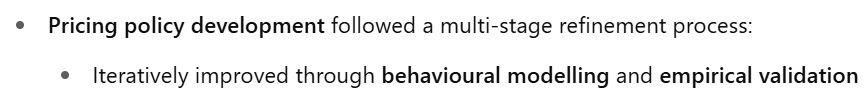 Pricing policy development followed a multi-stage refinement process:
Iteratively improved through behavioural modelling and empirical validation